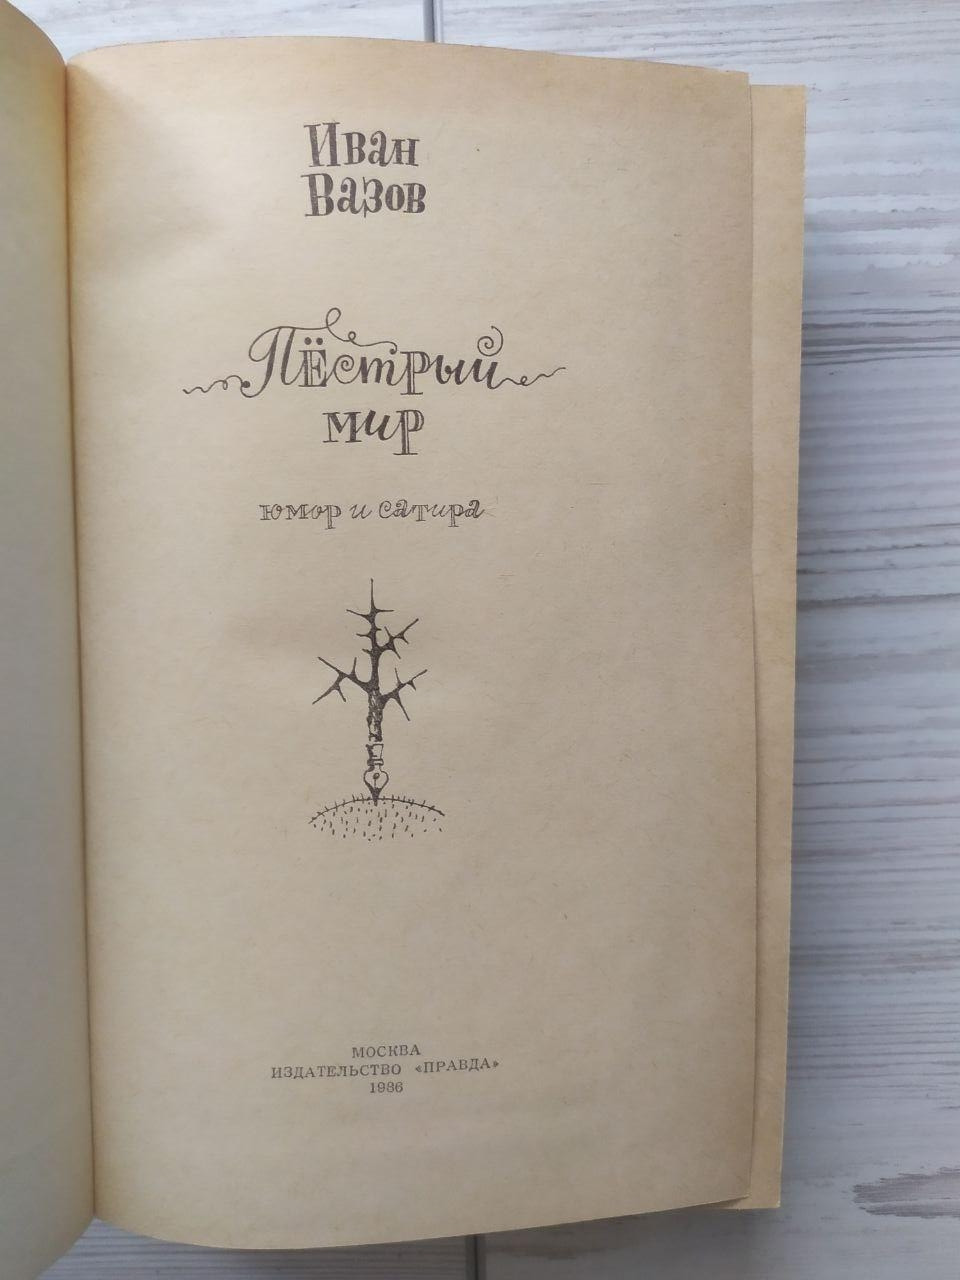 Иван
Вазов
Пёстрый
мир
юмор и сатира
МОСКВА
ИЗДАТЕЛЬСТВО «ПРАВДА»
1986